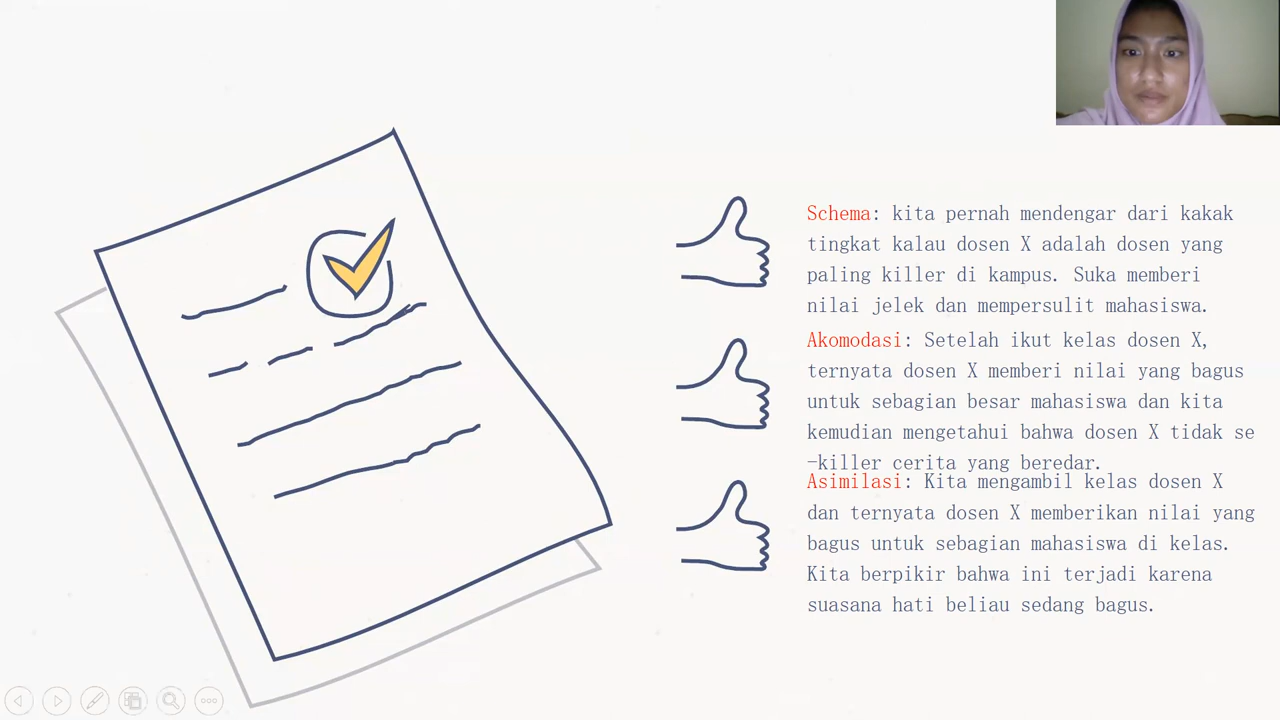 Schema: kita pernah mendengar dari kakak
tingkat kalau dosen X adalah dosen yang
paling killer di kampus. Suka memberi
nilai jelek dan mempersulit mahasiswa.
Akomodasi: Setelah ikut kelas dosen X,
ternyata dosen X memberi nilai yang bagus
untuk sebagian besar mahasiswa dan kita
kemudian mengetahui bahwa dosen X tidak se
-killer cerita yang beredar.
Asimilasi: Kita mengambil kelas dosen X
dan ternyata dosen X memberikan nilai yang
bagus untuk sebagian mahasiswa di kelas.
Kita berpikir bahwa ini terjadi karena
suasana hati beliau sedang bagus.